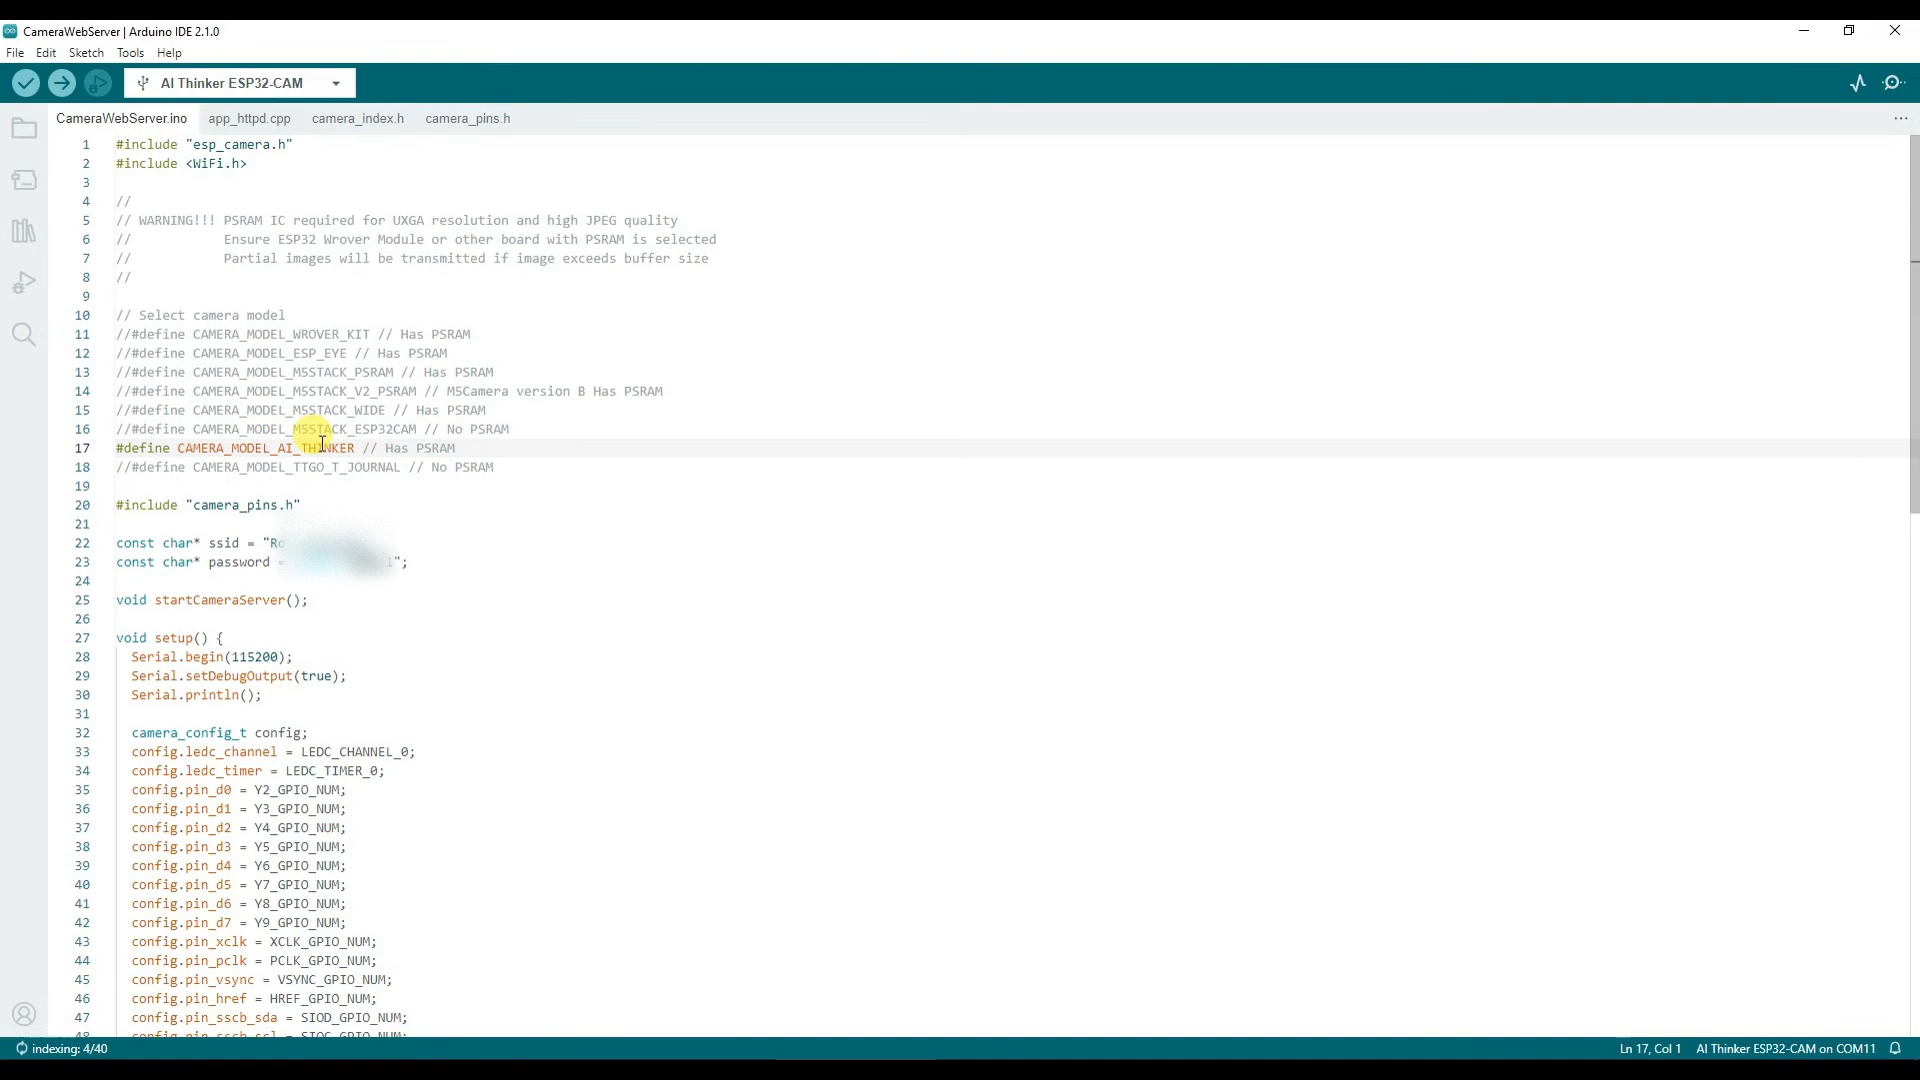 CameraWebServer | Arduino IDE 2.1.0
File Edit Sketch Tools Help
AI Thinker ESP32-CAM
CameraWebServer.ino app_httpd.cpp camera_index.h camera_pins.h
1 #include "esp_camera.h"
2 #include <WiFi.h>
3
4 //
5 // WARNING!!! PSRAM IC required for UXGA resolution and high JPEG quality
6 // Ensure ESP32 Wrover Module or other board with PSRAM is selected
7 // Partial images will be transmitted if image exceeds buffer size
8 //
9
10 // Select camera model
11 //#define CAMERA_MODEL_WROVER_KIT // Has PSRAM
12 //#define CAMERA_MODEL_ESP_EYE // Has PSRAM
13 //#define CAMERA_MODEL_M5STACK_PSRAM // Has PSRAM
14 //#define CAMERA_MODEL_M5STACK_V2_PSRAM // M5Camera version B Has PSRAM
15 //#define CAMERA_MODEL_M5STACK_WIDE // Has PSRAM
16 //#define CAMERA_MODEL_M5STACK_ESP32CAM // No PSRAM
17 #define CAMERA_MODEL_AI_THINKER // Has PSRAM
18 //#define CAMERA_MODEL_TTGO_T_JOURNAL // No PSRAM
19
20 #include "camera_pins.h"
21
22 const char* ssid = "Ro
23 const char* password = 1";
24
25 void startCameraServer();
26
27 void setup() {
28 Serial.begin(115200);
29 Serial.setDebugOutput(true);
30 Serial.println();
31
32 camera_config_t config;
33 config.ledc_channel = LEDC_CHANNEL_0;
34 config.ledc_timer = LEDC_TIMER_0;
35 config.pin_d0 = Y2_GPIO_NUM;
36 config.pin_d1 = Y3_GPIO_NUM;
37 config.pin_d2 = Y4_GPIO_NUM;
38 config.pin_d3 = Y5_GPIO_NUM;
39 config.pin_d4 = Y6_GPIO_NUM;
40 config.pin_d5 = Y7_GPIO_NUM;
41 config.pin_d6 = Y8_GPIO_NUM;
42 config.pin_d7 = Y9_GPIO_NUM;
43 config.pin_xclk = XCLK_GPIO_NUM;
44 config.pin_pclk = PCLK_GPIO_NUM;
45 config.pin_vsync = VSYNC_GPIO_NUM;
46 config.pin_href = HREF_GPIO_NUM;
47 config.pin_sscb_sda = SIOD_GPIO_NUM;
48 config.pin_sscb_scl = SIOC_GPIO_NUM;
indexing: 4/40 Ln 17, Col 1 AI Thinker ESP32-CAM on COM11